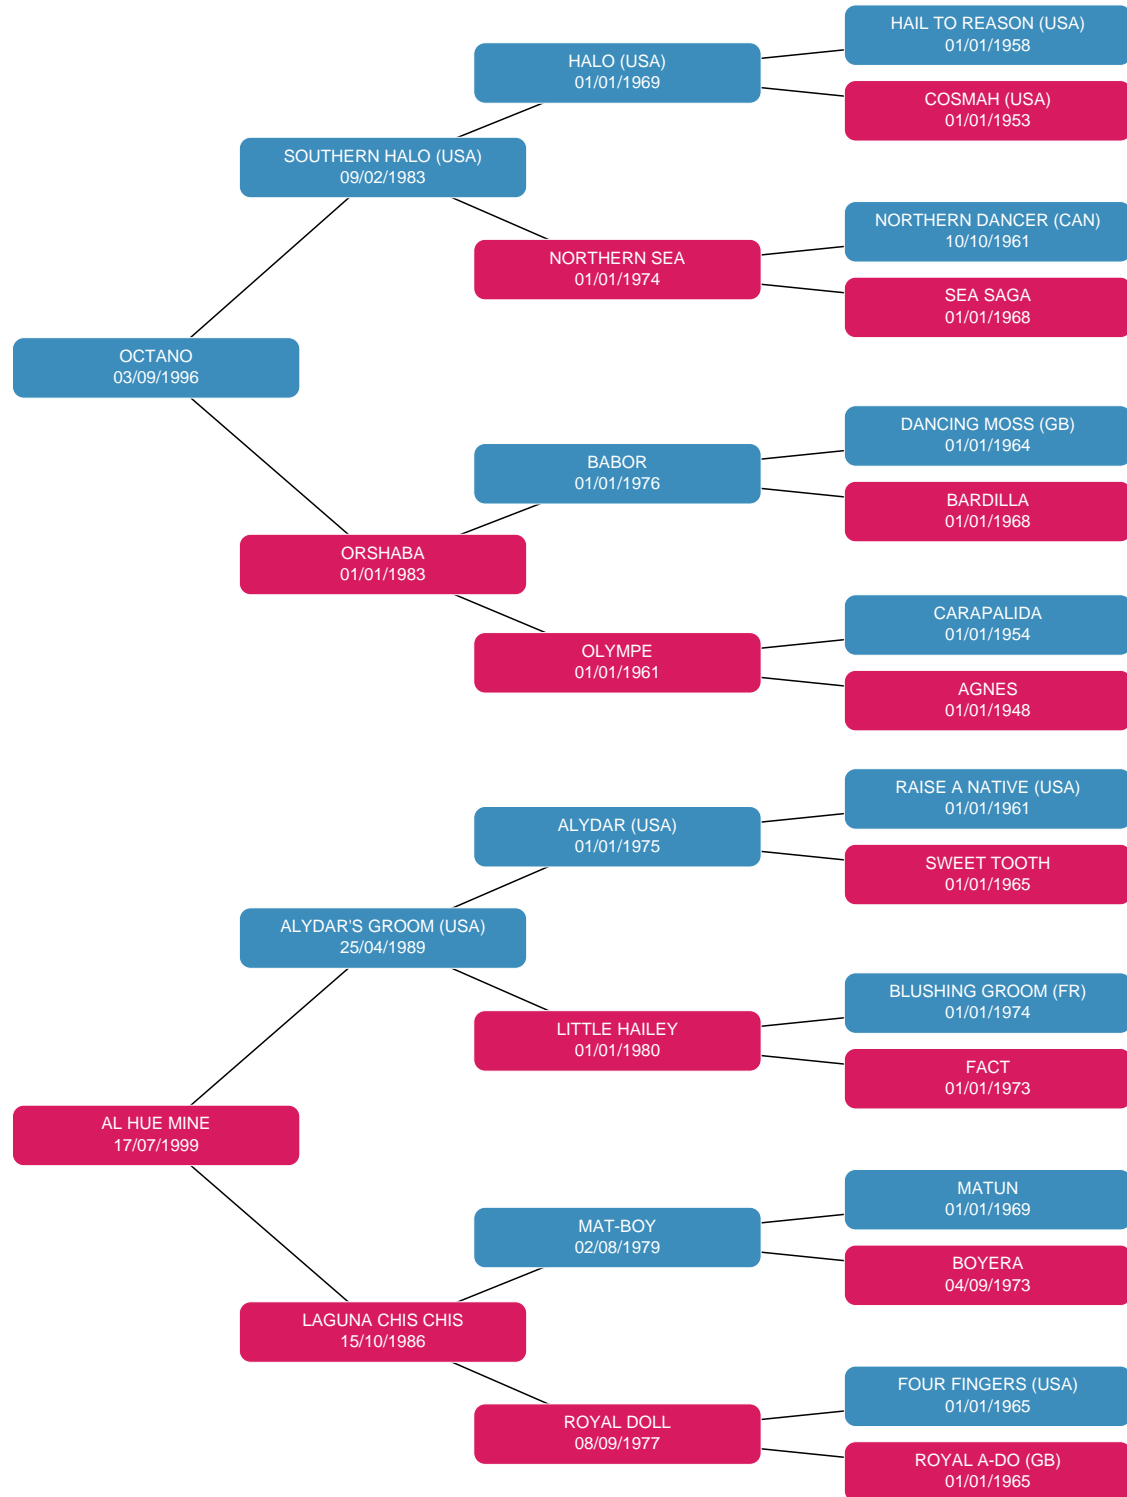 HAIL TO REASON (USA)
01/01/1958
HALO (USA)
01/01/1969
COSMAH (USA)
01/01/1953
SOUTHERN HALO (USA)
09/02/1983
NORTHERN DANCER (CAN)
10/10/1961
NORTHERN SEA
01/01/1974
SEA SAGA
01/01/1968
OCTANO
03/09/1996
DANCING MOSS (GB)
01/01/1964
BABOR
01/01/1976
BARDILLA
01/01/1968
ORSHABA
01/01/1983
CARAPALIDA
01/01/1954
OLYMPE
01/01/1961
AGNES
01/01/1948
RAISE A NATIVE (USA)
01/01/1961
ALYDAR (USA)
01/01/1975
SWEET TOOTH
01/01/1965
ALYDAR'S GROOM (USA)
25/04/1989
BLUSHING GROOM (FR)
01/01/1974
LITTLE HAILEY
01/01/1980
FACT
01/01/1973
AL HUE MINE
17/07/1999
MATUN
01/01/1969
MAT-BOY
02/08/1979
BOYERA
04/09/1973
LAGUNA CHIS CHIS
15/10/1986
FOUR FINGERS (USA)
01/01/1965
ROYAL DOLL
08/09/1977
ROYAL A-DO (GB)
01/01/1965